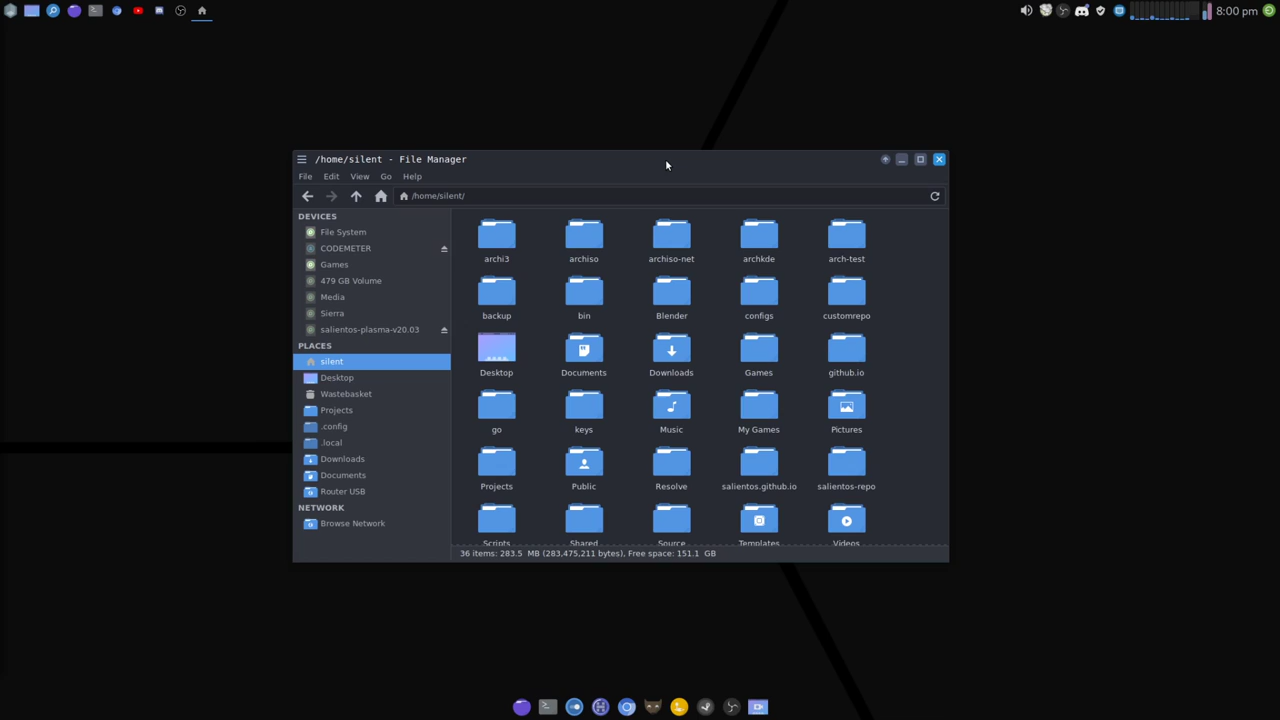 8:00 pm
/home/silent - File Manager
File Edit View Go Help
/home/silent/
DEVICES
File System
CODEMETER
Games
479 GB Volume
Media
Sierra
salientos-plasma-v20.03
PLACES
silent
Desktop
Wastebasket
Projects
.config
.local
Downloads
Documents
Router USB
NETWORK
Browse Network
archi3 archiso archiso-net archkde arch-test
backup bin Blender configs customrepo
Desktop Documents Downloads Games github.io
go keys Music My Games Pictures
Projects Public Resolve salientos.github.io salientos-repo
Scripts Shared Source Templates Videos
36 items: 283.5 MB (283,475,211 bytes), Free space: 151.1 GB